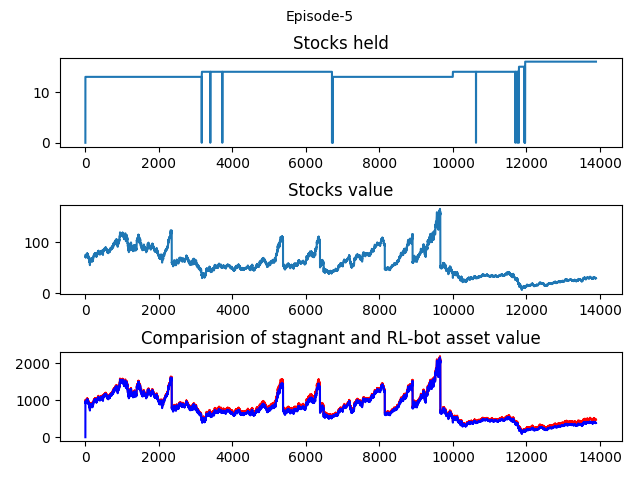 Episode-5
Stocks held
10
0
0 2000 4000 6000 8000 10000 12000 14000
Stocks value
100
0
0 2000 4000 6000 8000 10000 12000 14000
Comparision of stagnant and RL-bot asset value
2000
1000
0
0 2000 4000 6000 8000 10000 12000 14000